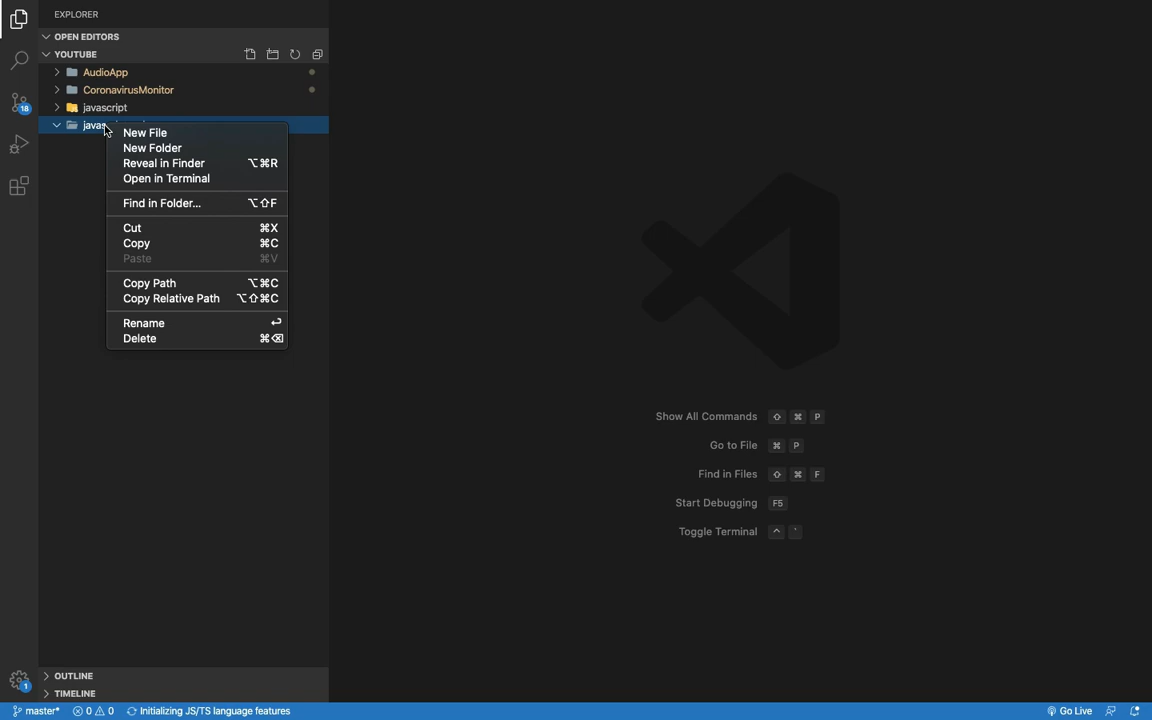 EXPLORER
OPEN EDITORS
YOUTUBE
AudioApp
CoronavirusMonitor
javascript
New File
New Folder
Reveal in Finder ⌥⌘R
Open in Terminal
Find in Folder... ⌥⇧F
Cut ⌘X
Copy ⌘C
Paste ⌘V
Copy Path ⌥⌘C
Copy Relative Path ⌥⇧⌘C
Rename ↩
Delete ⌘⌫
18
Show All Commands ⇧ ⌘ P
Go to File ⌘ P
Find in Files ⇧ ⌘ F
Start Debugging F5
Toggle Terminal ^ `
OUTLINE
1
TIMELINE
master* 0 0 Initializing JS/TS language features Go Live